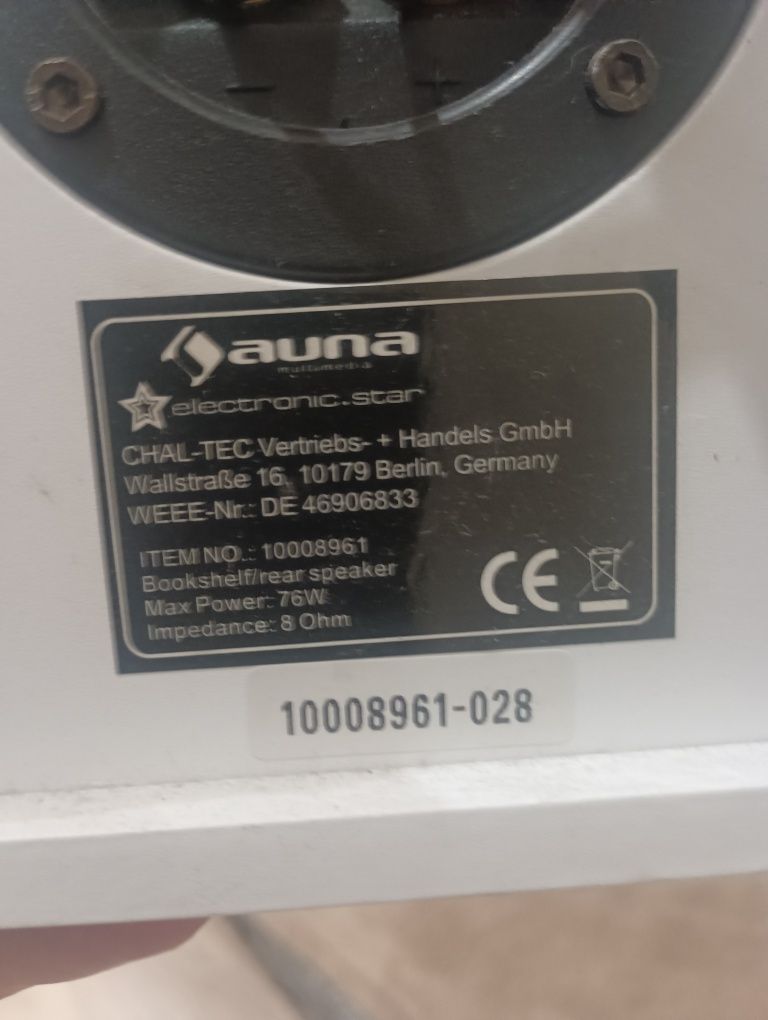 − +
auna
multimedia
electronic.star
CHAL-TEC Vertriebs- + Handels GmbH
Wallstraße 16, 10179 Berlin, Germany
WEEE-Nr.: DE 46906833
ITEM NO.: 10008961
Bookshelf/rear speaker
Max Power: 76W
Impedance: 8 Ohm
CE
10008961-028